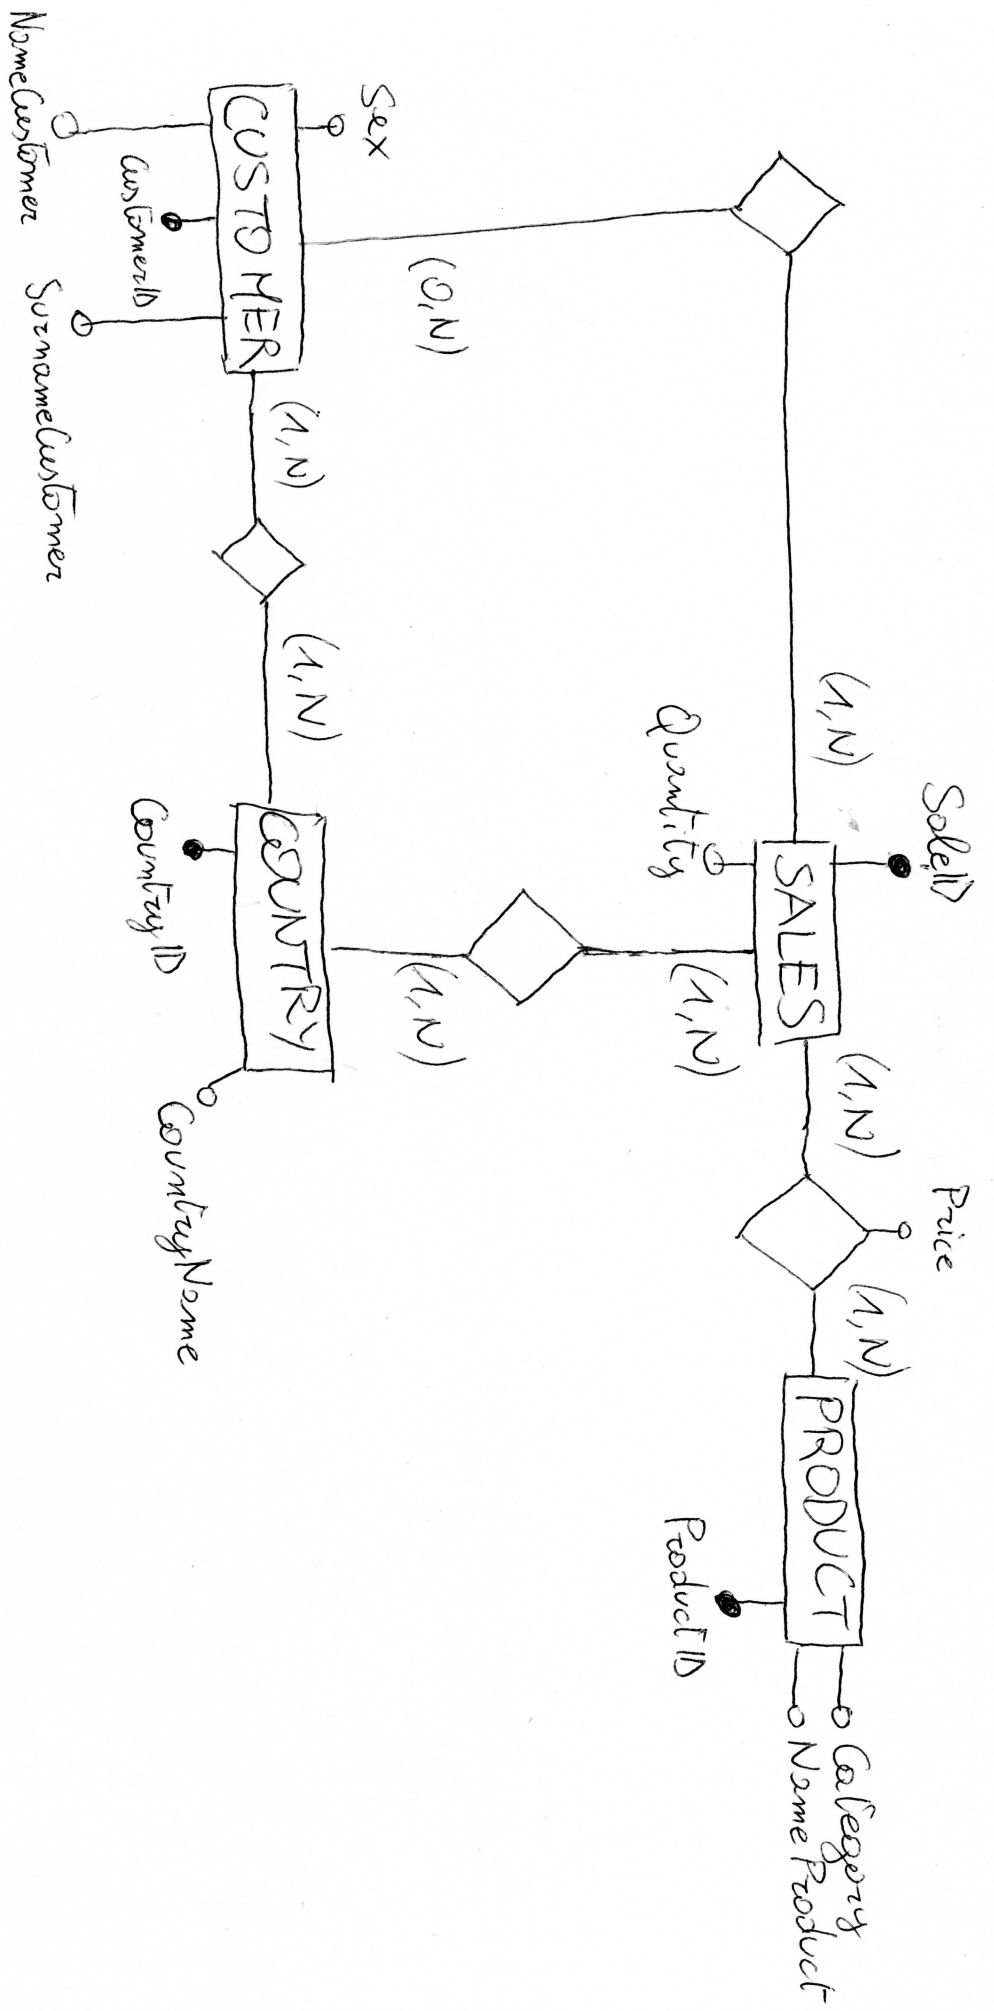 SaleID
Price
(1,N)
(1,N)
(1,N)
Category
SALES
PRODUCT
NameProduct
Quantity
(1,N)
ProductID
(0,N)
(1,N)
Sex
(1,N)
(1,N)
CUSTOMER
COUNTRY
CustomerID
CountryID
CountryName
NameCustomer
SurnameCustomer